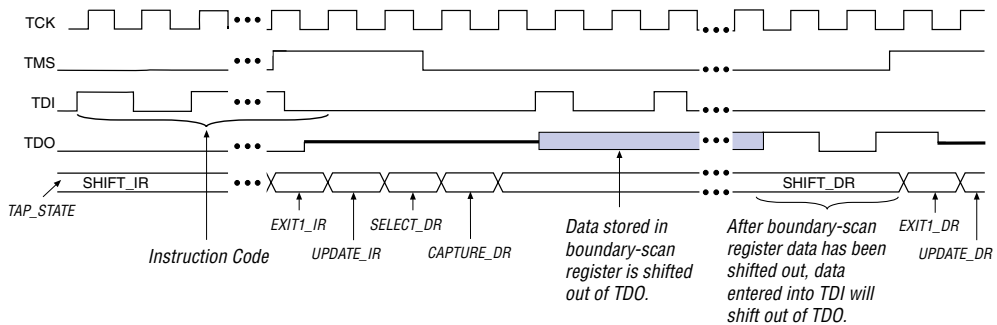 TCK
TMS
TDI
TDO
SHIFT_IR
SHIFT_DR
TAP_STATE
EXIT1_IR
SELECT_DR
EXIT1_DR
Instruction Code
UPDATE_IR
CAPTURE_DR
UPDATE_DR
Data stored in
boundary-scan
register is shifted
out of TDO.
After boundary-scan
register data has been
shifted out, data
entered into TDI will
shift out of TDO.